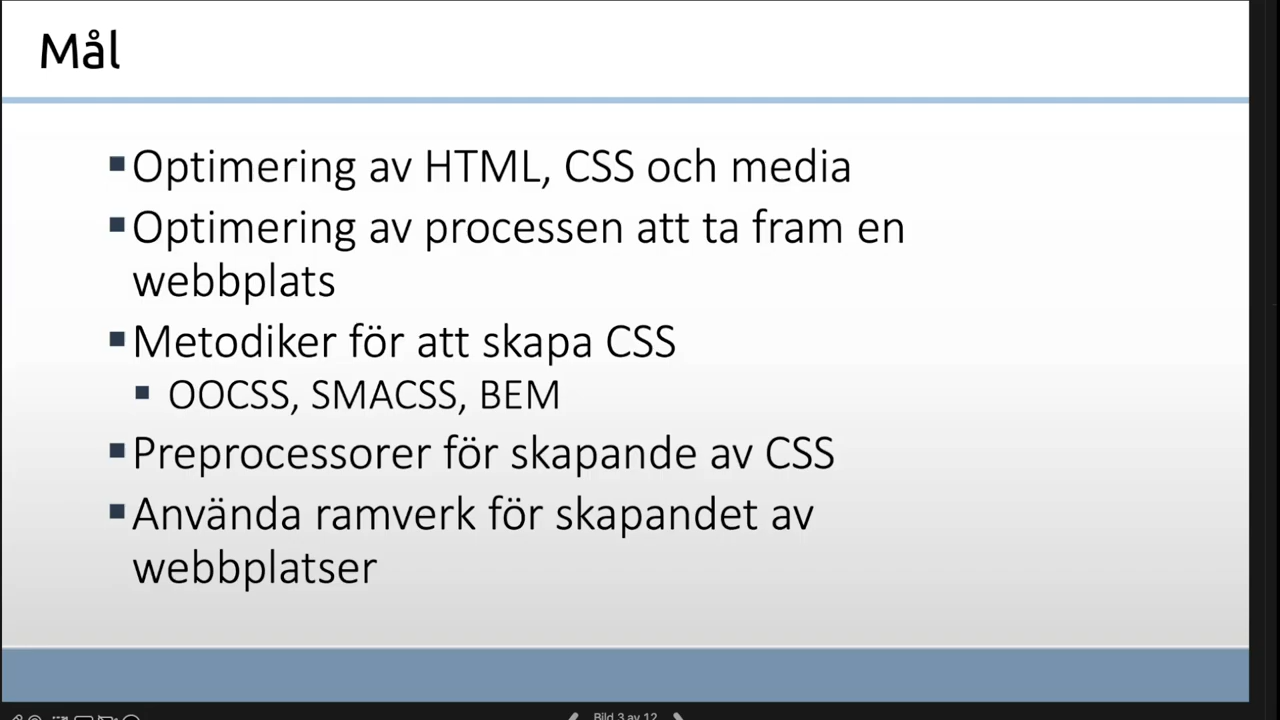 Mål
Optimering av HTML, CSS och media
Optimering av processen att ta fram en
webbplats
Metodiker för att skapa CSS
OOCSS, SMACSS, BEM
Preprocessorer för skapande av CSS
Använda ramverk för skapandet av
webbplatser
Bild 3 av 12